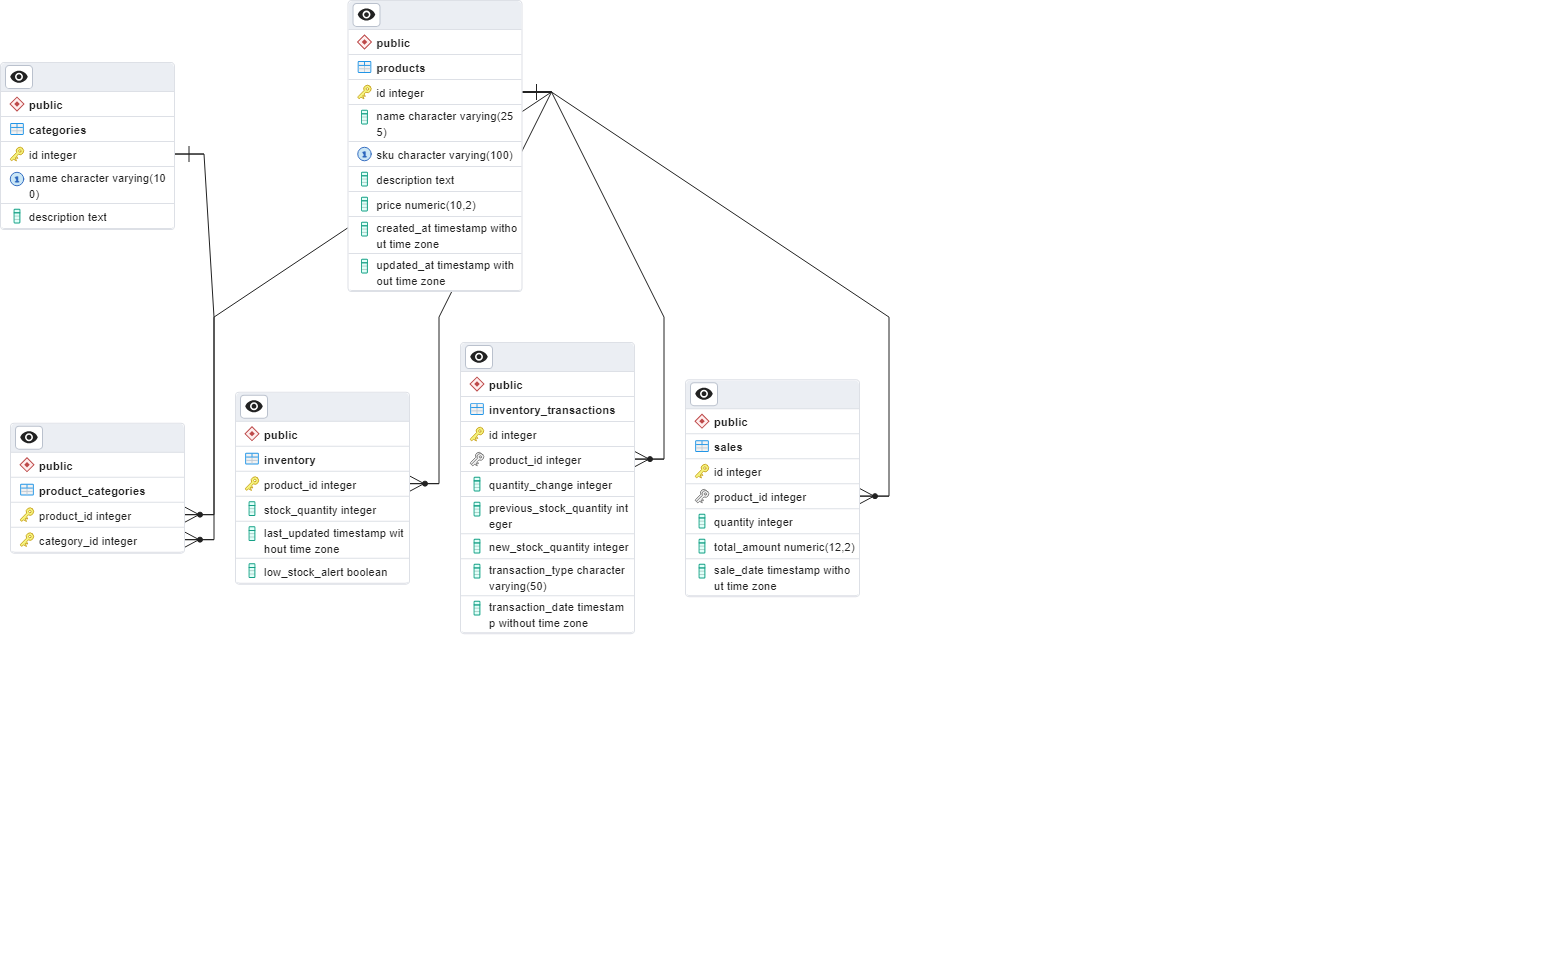 public
products
id integer
name character varying(25
5)
1
sku character varying(100)
description text
price numeric(10,2)
created_at timestamp witho
ut time zone
updated_at timestamp with
out time zone
public
categories
id integer
1
name character varying(10
0)
description text
public
product_categories
product_id integer
category_id integer
public
inventory
product_id integer
stock_quantity integer
last_updated timestamp wit
hout time zone
low_stock_alert boolean
public
inventory_transactions
id integer
product_id integer
quantity_change integer
previous_stock_quantity int
eger
new_stock_quantity integer
transaction_type character
varying(50)
transaction_date timestam
p without time zone
public
sales
id integer
product_id integer
quantity integer
total_amount numeric(12,2)
sale_date timestamp witho
ut time zone